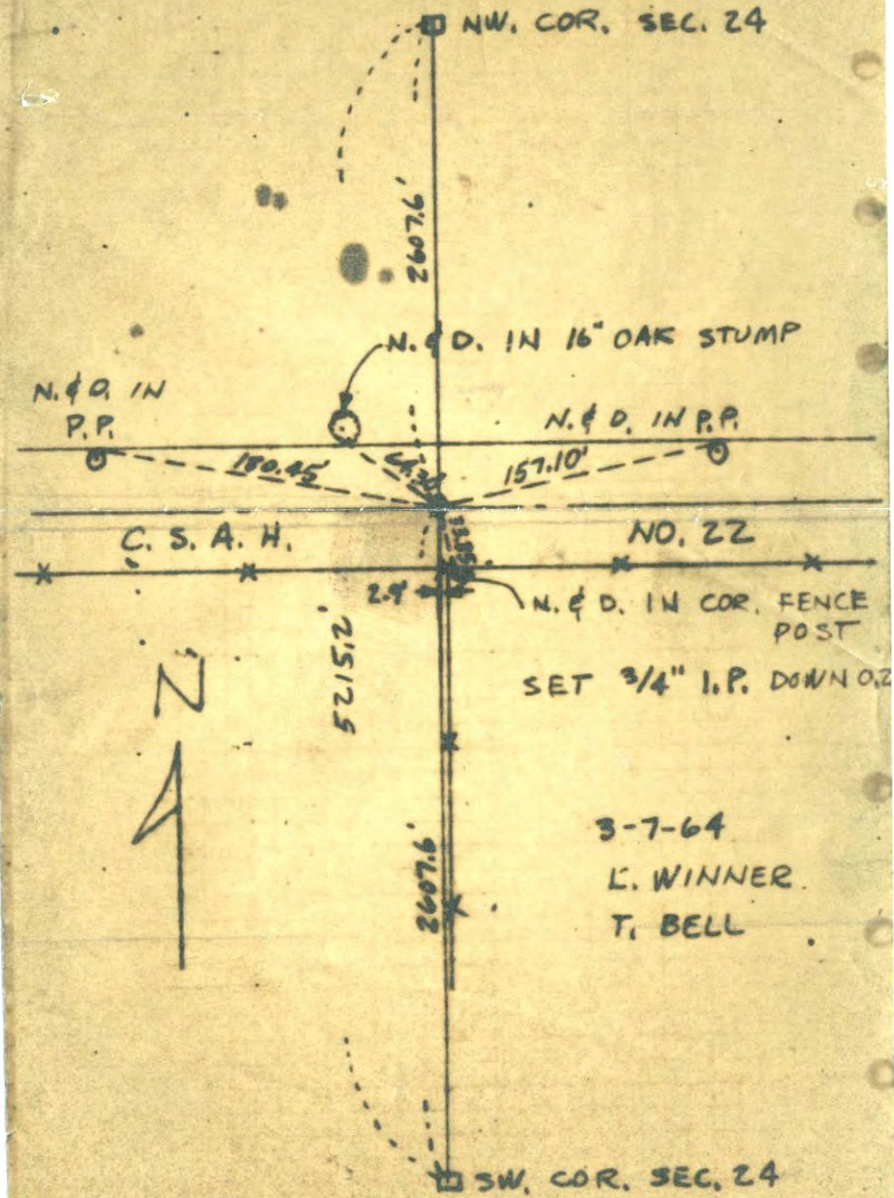 NW. COR. SEC. 24
2607.6'
N. & D. IN 16" OAK STUMP
N. & D. IN
P.P.
N. & D. IN P.P.
157.10'
C. S. A. H.
NO. 22
2.9'
N. & D. IN COR. FENCE
POST
5215.2'
SET 3/4" I.P. DOWN 0.2
N
3-7-64
L. WINNER
T. BELL
2607.6'
SW. COR. SEC. 24